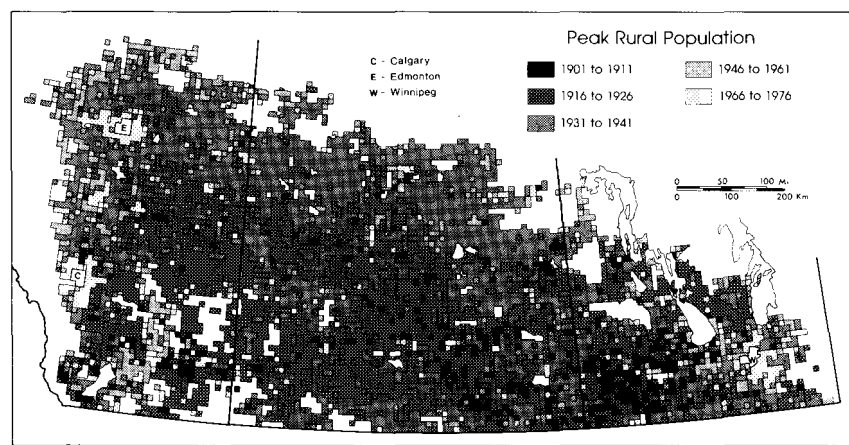 Peak Rural Population
C - Calgary
E - Edmonton
W - Winnipeg
1901 to 1911
1916 to 1926
1931 to 1941
1946 to 1961
1966 to 1976
0 50 100 Mi.
0 100 200 Km
E
C
W